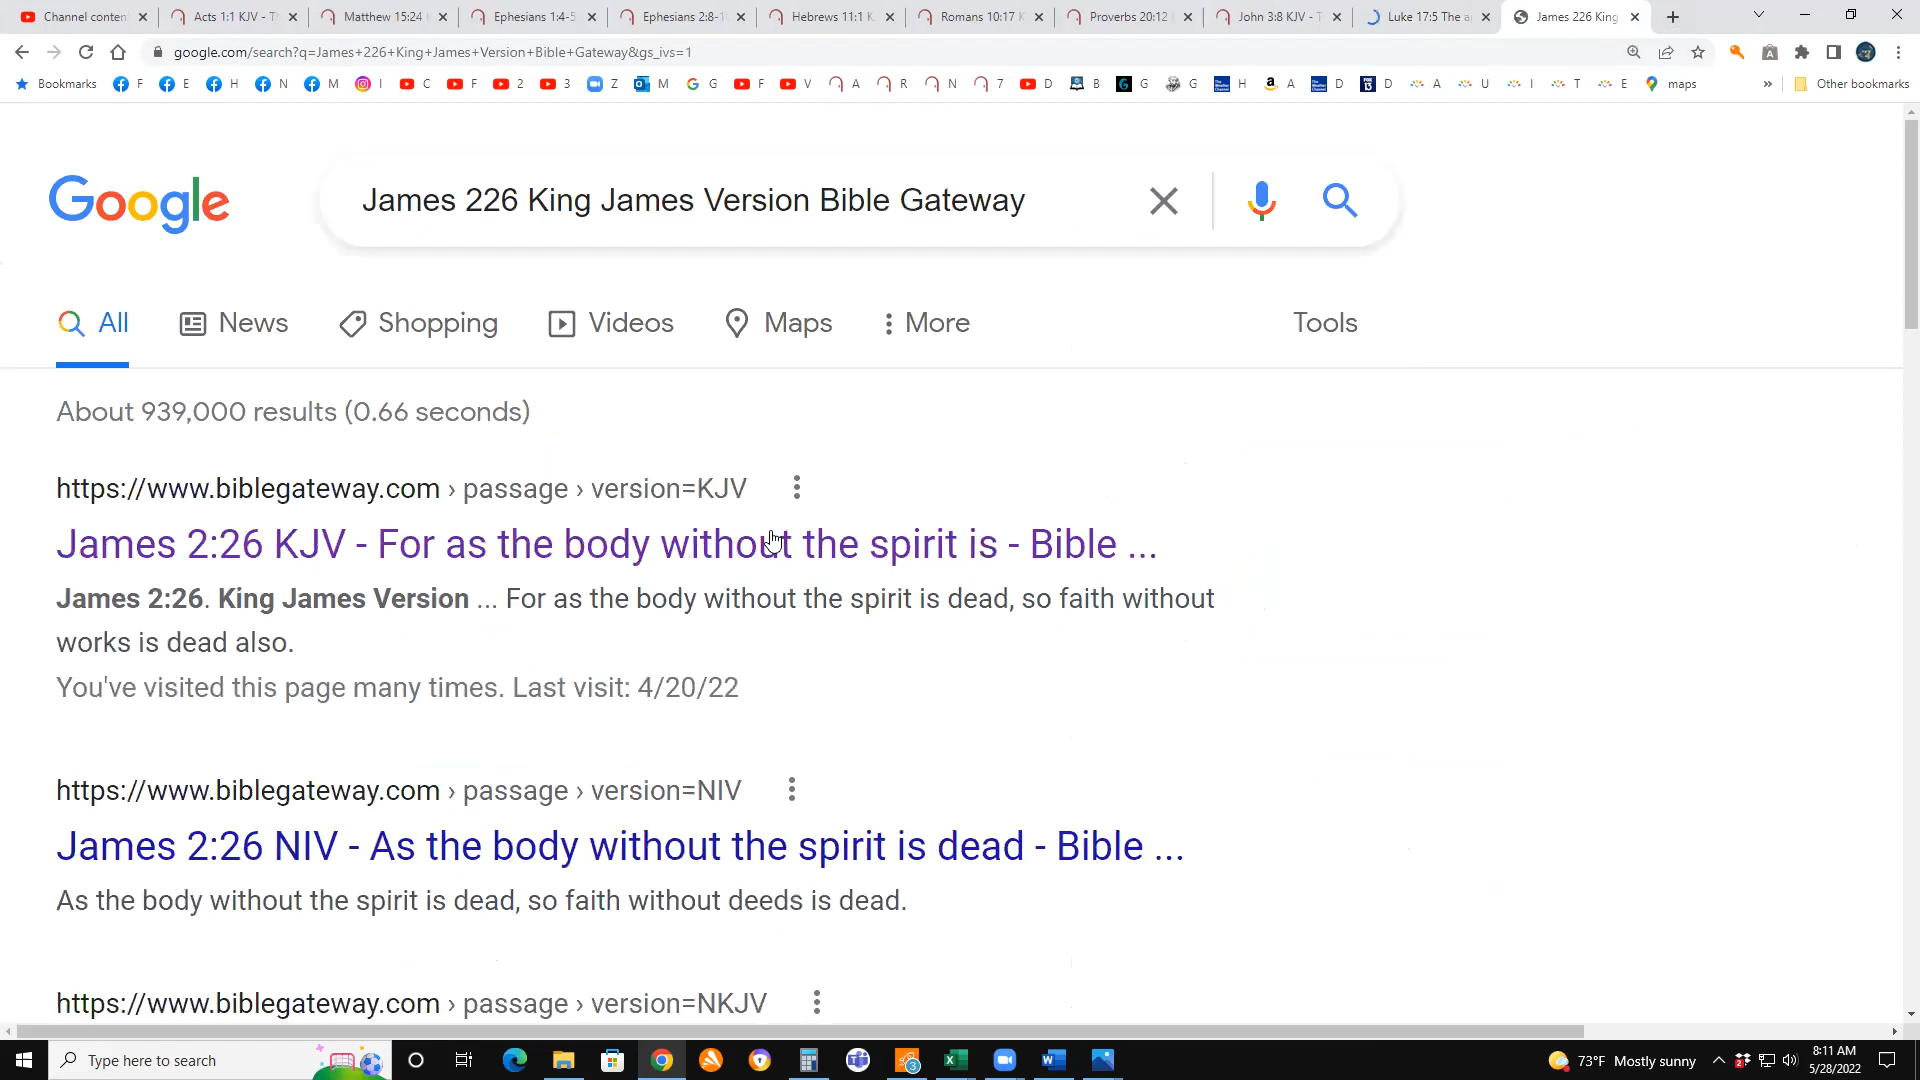 Channel conten
Acts 1:1 KJV - T
Matthew 15:24
Ephesians 1:4-5
Ephesians 2:8-
Hebrews 11:1 K
Romans 10:17
Proverbs 20:12
John 3:8 KJV - T
Luke 17:5 The a
James 226 King
google.com/search?q=James+226+King+James+Version+Bible+Gateway&gs_ivs=1
Bookmarks F E H N M I C F 2 3 Z M G F V A R N 7 D B G G H A D D A U I T E maps » Other bookmarks
Google
James 226 King James Version Bible Gateway
All News Shopping Videos Maps More Tools
About 939,000 results (0.66 seconds)
https://www.biblegateway.com › passage › version=KJV
James 2:26 KJV - For as the body without the spirit is - Bible ...
James 2:26. King James Version ... For as the body without the spirit is dead, so faith without
works is dead also.
You've visited this page many times. Last visit: 4/20/22
https://www.biblegateway.com › passage › version=NIV
James 2:26 NIV - As the body without the spirit is dead - Bible ...
As the body without the spirit is dead, so faith without deeds is dead.
https://www.biblegateway.com › passage › version=NKJV
Type here to search
73°F Mostly sunny
8:11 AM
5/28/2022